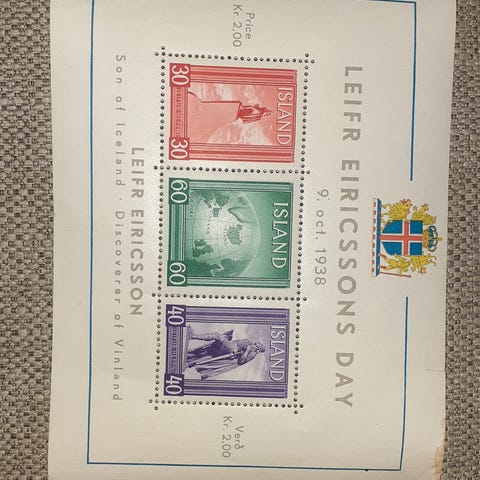 LEIFR EIRICSSONS DAY
9. oct. 1938
ISLAND
30 30
ISLAND
60 60
ISLAND
40 40
Price
Kr. 2,00
Verð
Kr. 2,00
LEIFR EIRICSSON
Son of Iceland · Discoverer of Vinland